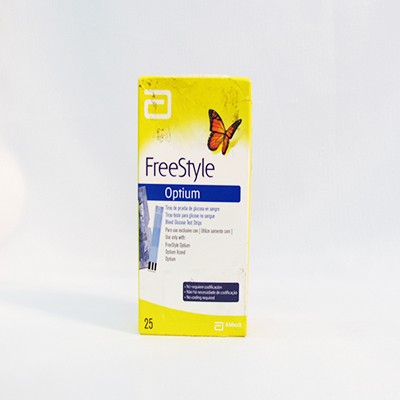 FreeStyle
Optium
Tiras de prueba de glucosa en sangre
Tiras-teste para glicose no sangue
Blood Glucose Test Strips
Para uso exclusivo con | Utilize somente com |
Use only with:
FreeStyle Optium
Optium Xceed
Optium
• No requieren codificación
• Não há necessidade de codificação
• No coding required
25
Abbott